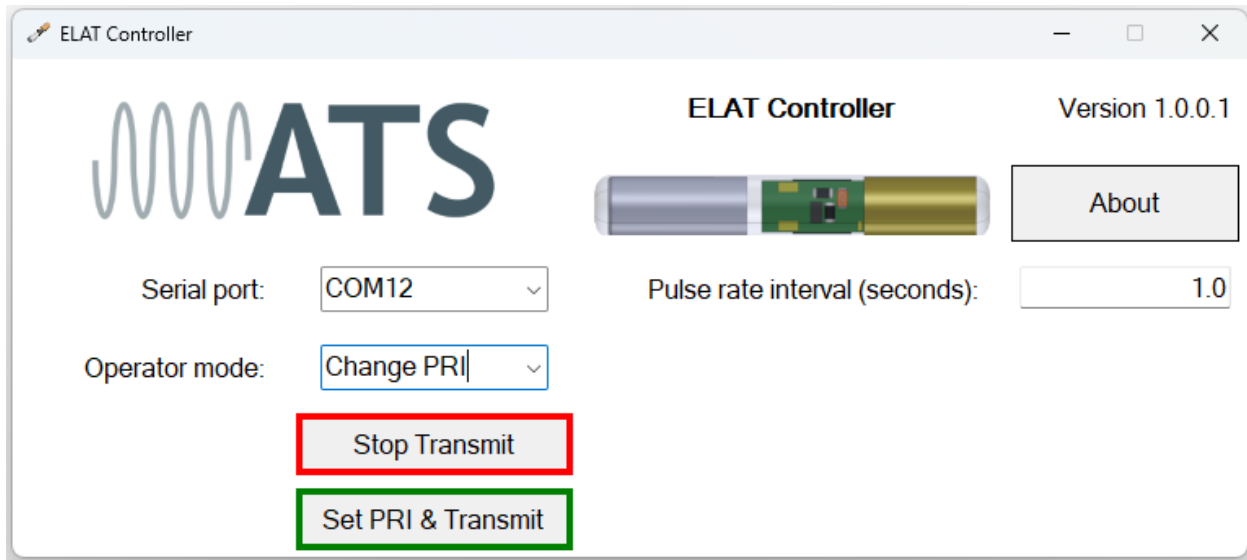 ELAT Controller
ATS
ELAT Controller
Version 1.0.0.1
About
Serial port:
COM12
Pulse rate interval (seconds):
1.0
Operator mode:
Change PRI
Stop Transmit
Set PRI & Transmit